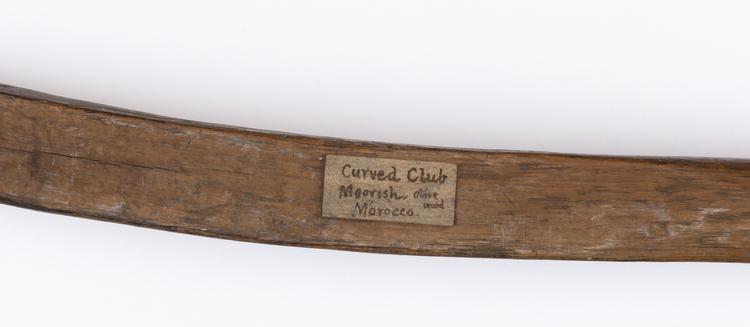 Curved Club
Moorish. Olive wood
Morocco.